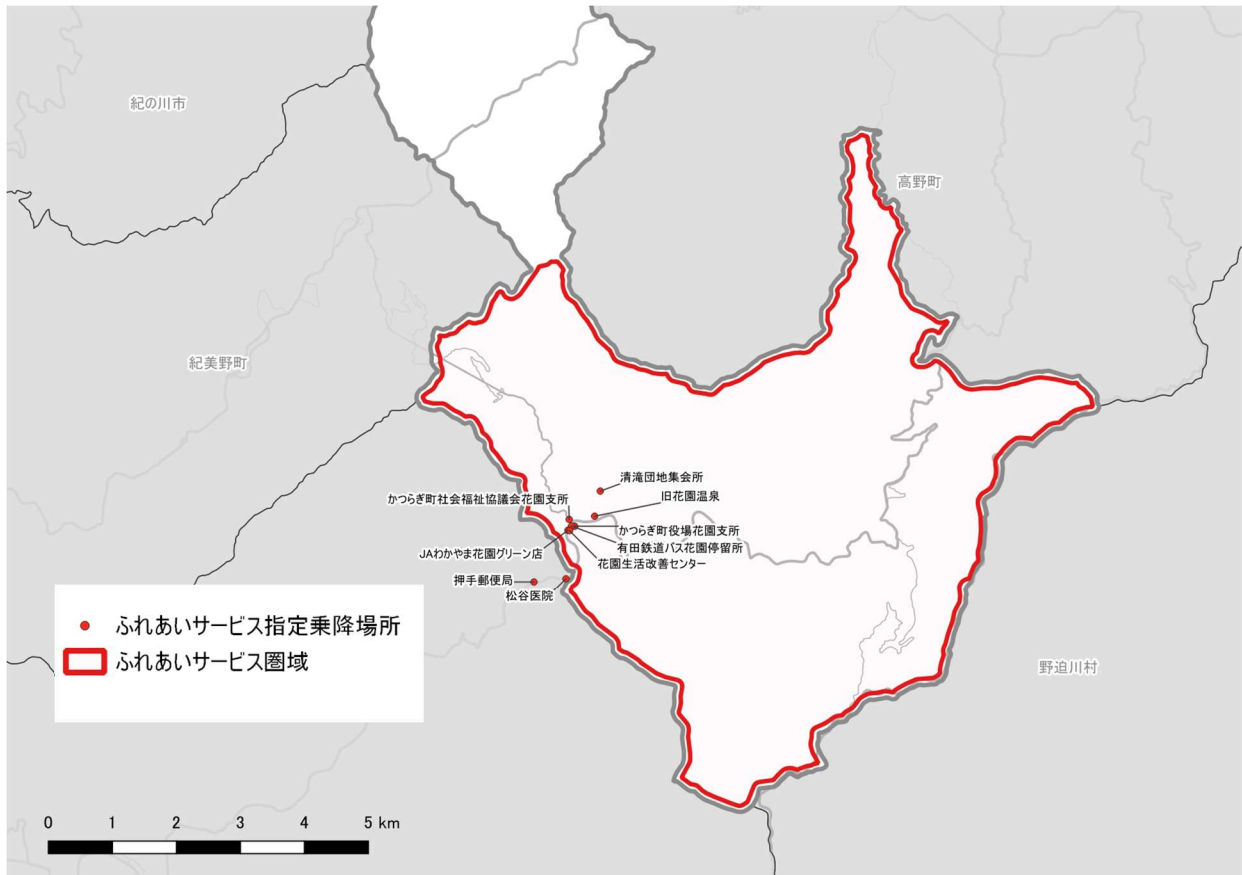 紀の川市
高野町
紀美野町
清滝団地集会所
かつらぎ町社会福祉協議会花園支所
旧花園温泉
かつらぎ町役場花園支所
有田鉄道バス花園停留所
JAわかやま花園グリーン店
花園生活改善センター
押手郵便局
松谷医院
ふれあいサービス指定乗降場所
ふれあいサービス圏域
野迫川村
0 1 2 3 4 5 km